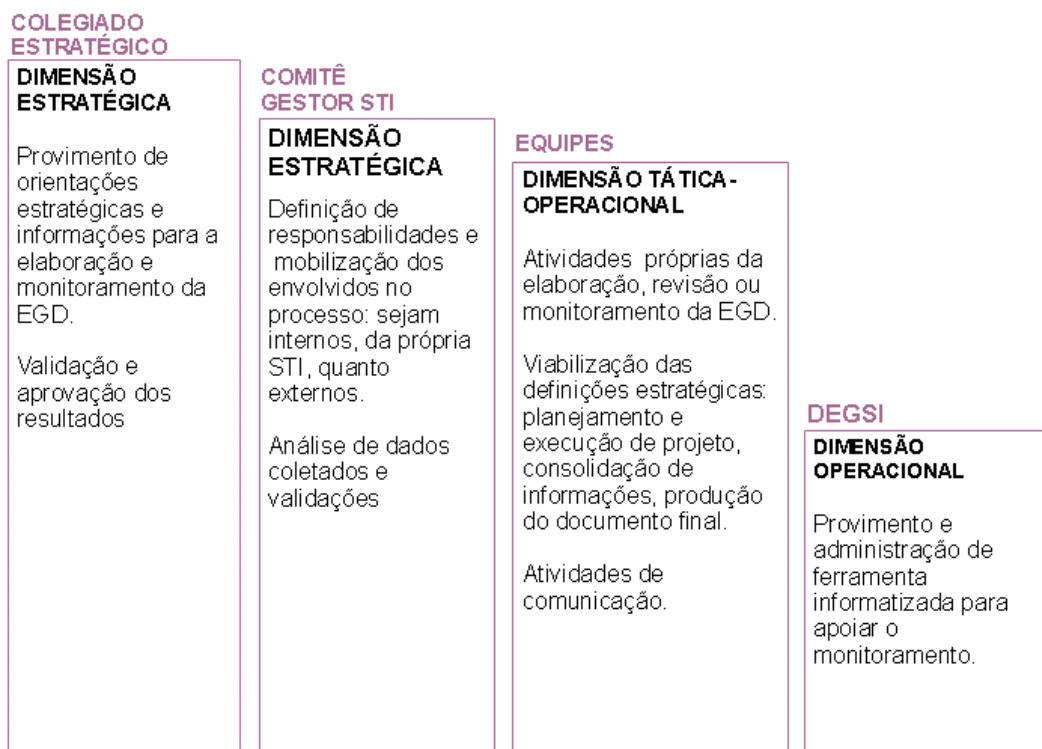 COLEGIADO
ESTRATÉGICO
DIMENSÃO
ESTRATÉGICA
Provimento de
orientações
estratégicas e
informações para a
elaboração e
monitoramento da
EGD.
Validação e
aprovação dos
resultados
COMITÊ
GESTOR STI
DIMENSÃO
ESTRATÉGICA
Definição de
responsabilidades e
mobilização dos
envolvidos no
processo: sejam
internos, da própria
STI, quanto
externos.
Análise de dados
coletados e
validações
EQUIPES
DIMENSÃO TÁTICA-
OPERACIONAL
Atividades próprias da
elaboração, revisão ou
monitoramento da EGD.
Viabilização das
definições estratégicas:
planejamento e
execução de projeto,
consolidação de
informações, produção
do documento final.
Atividades de
comunicação.
DEGSI
DIMENSÃO
OPERACIONAL
Provimento e
administração de
ferramenta
informatizada para
apoiar o
monitoramento.